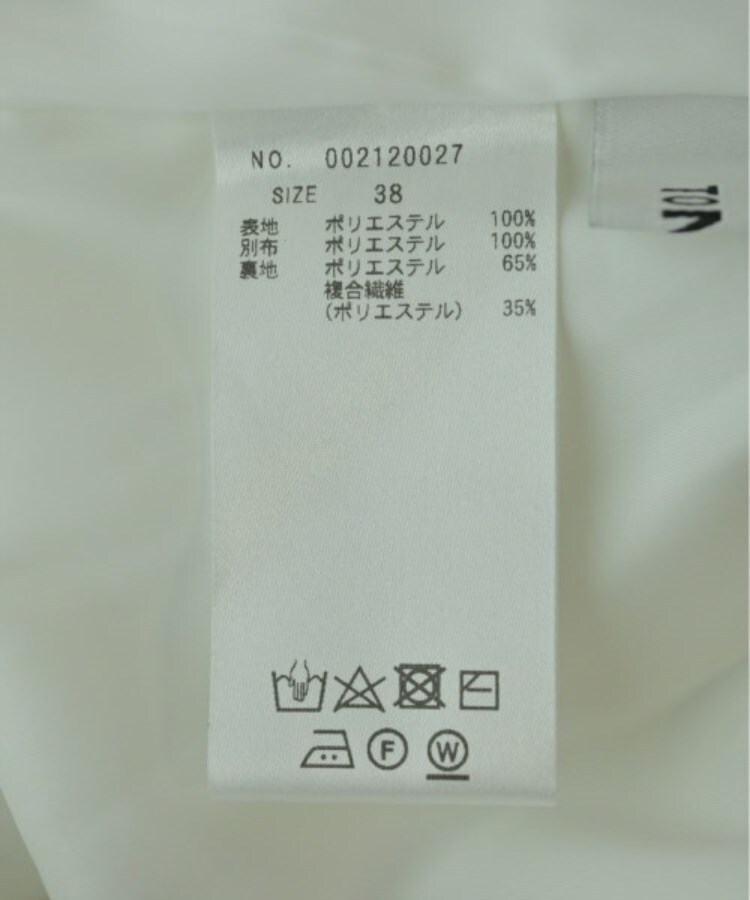 NO. 002120027
SIZE 38
表地 ポリエステル 100%
別布 ポリエステル 100%
裏地 ポリエステル 65%
複合繊維
(ポリエステル) 35%
F W
TO